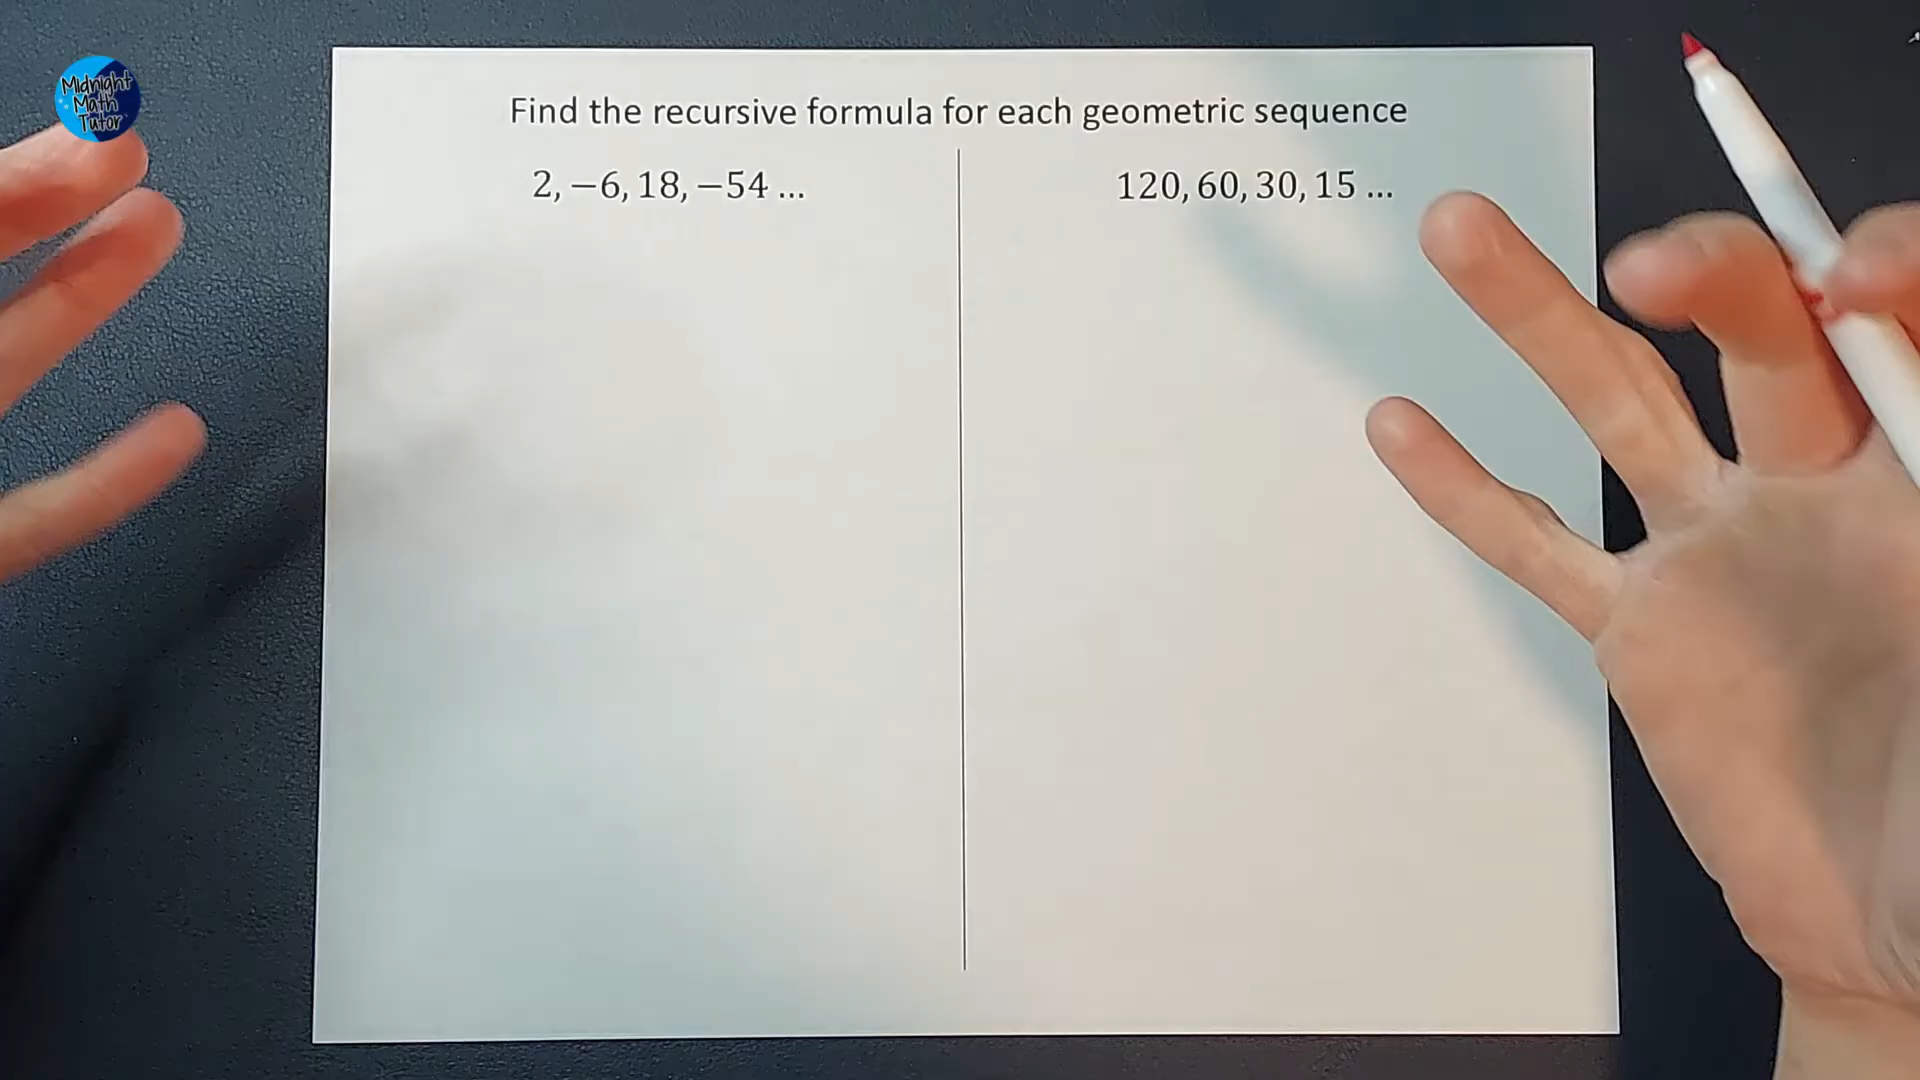 Midnight
Math
Tutor
Find the recursive formula for each geometric sequence
2, −6, 18, −54 ...
120, 60, 30, 15 ...